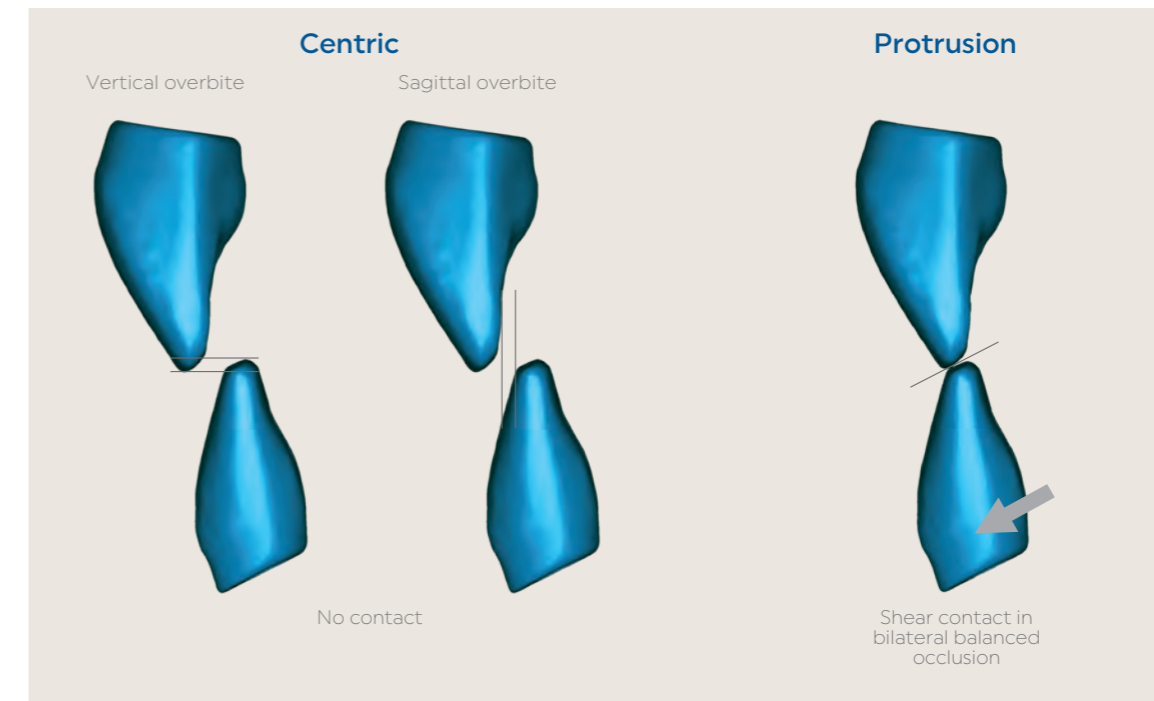 Centric
Protrusion
Vertical overbite
Sagittal overbite
No contact
Shear contact in
bilateral balanced
occlusion